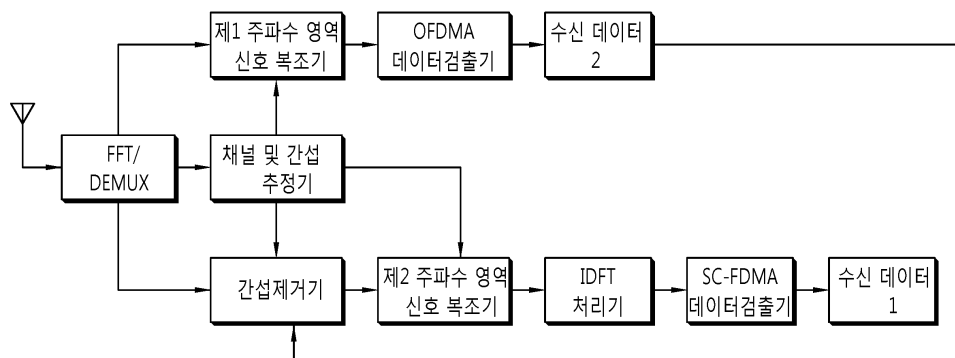 제1 주파수 영역
신호 복조기
OFDMA
데이터검출기
수신 데이터
2
FFT/
DEMUX
채널 및 간섭
추정기
간섭제거기
제2 주파수 영역
신호 복조기
IDFT
처리기
SC-FDMA
데이터검출기
수신 데이터
1